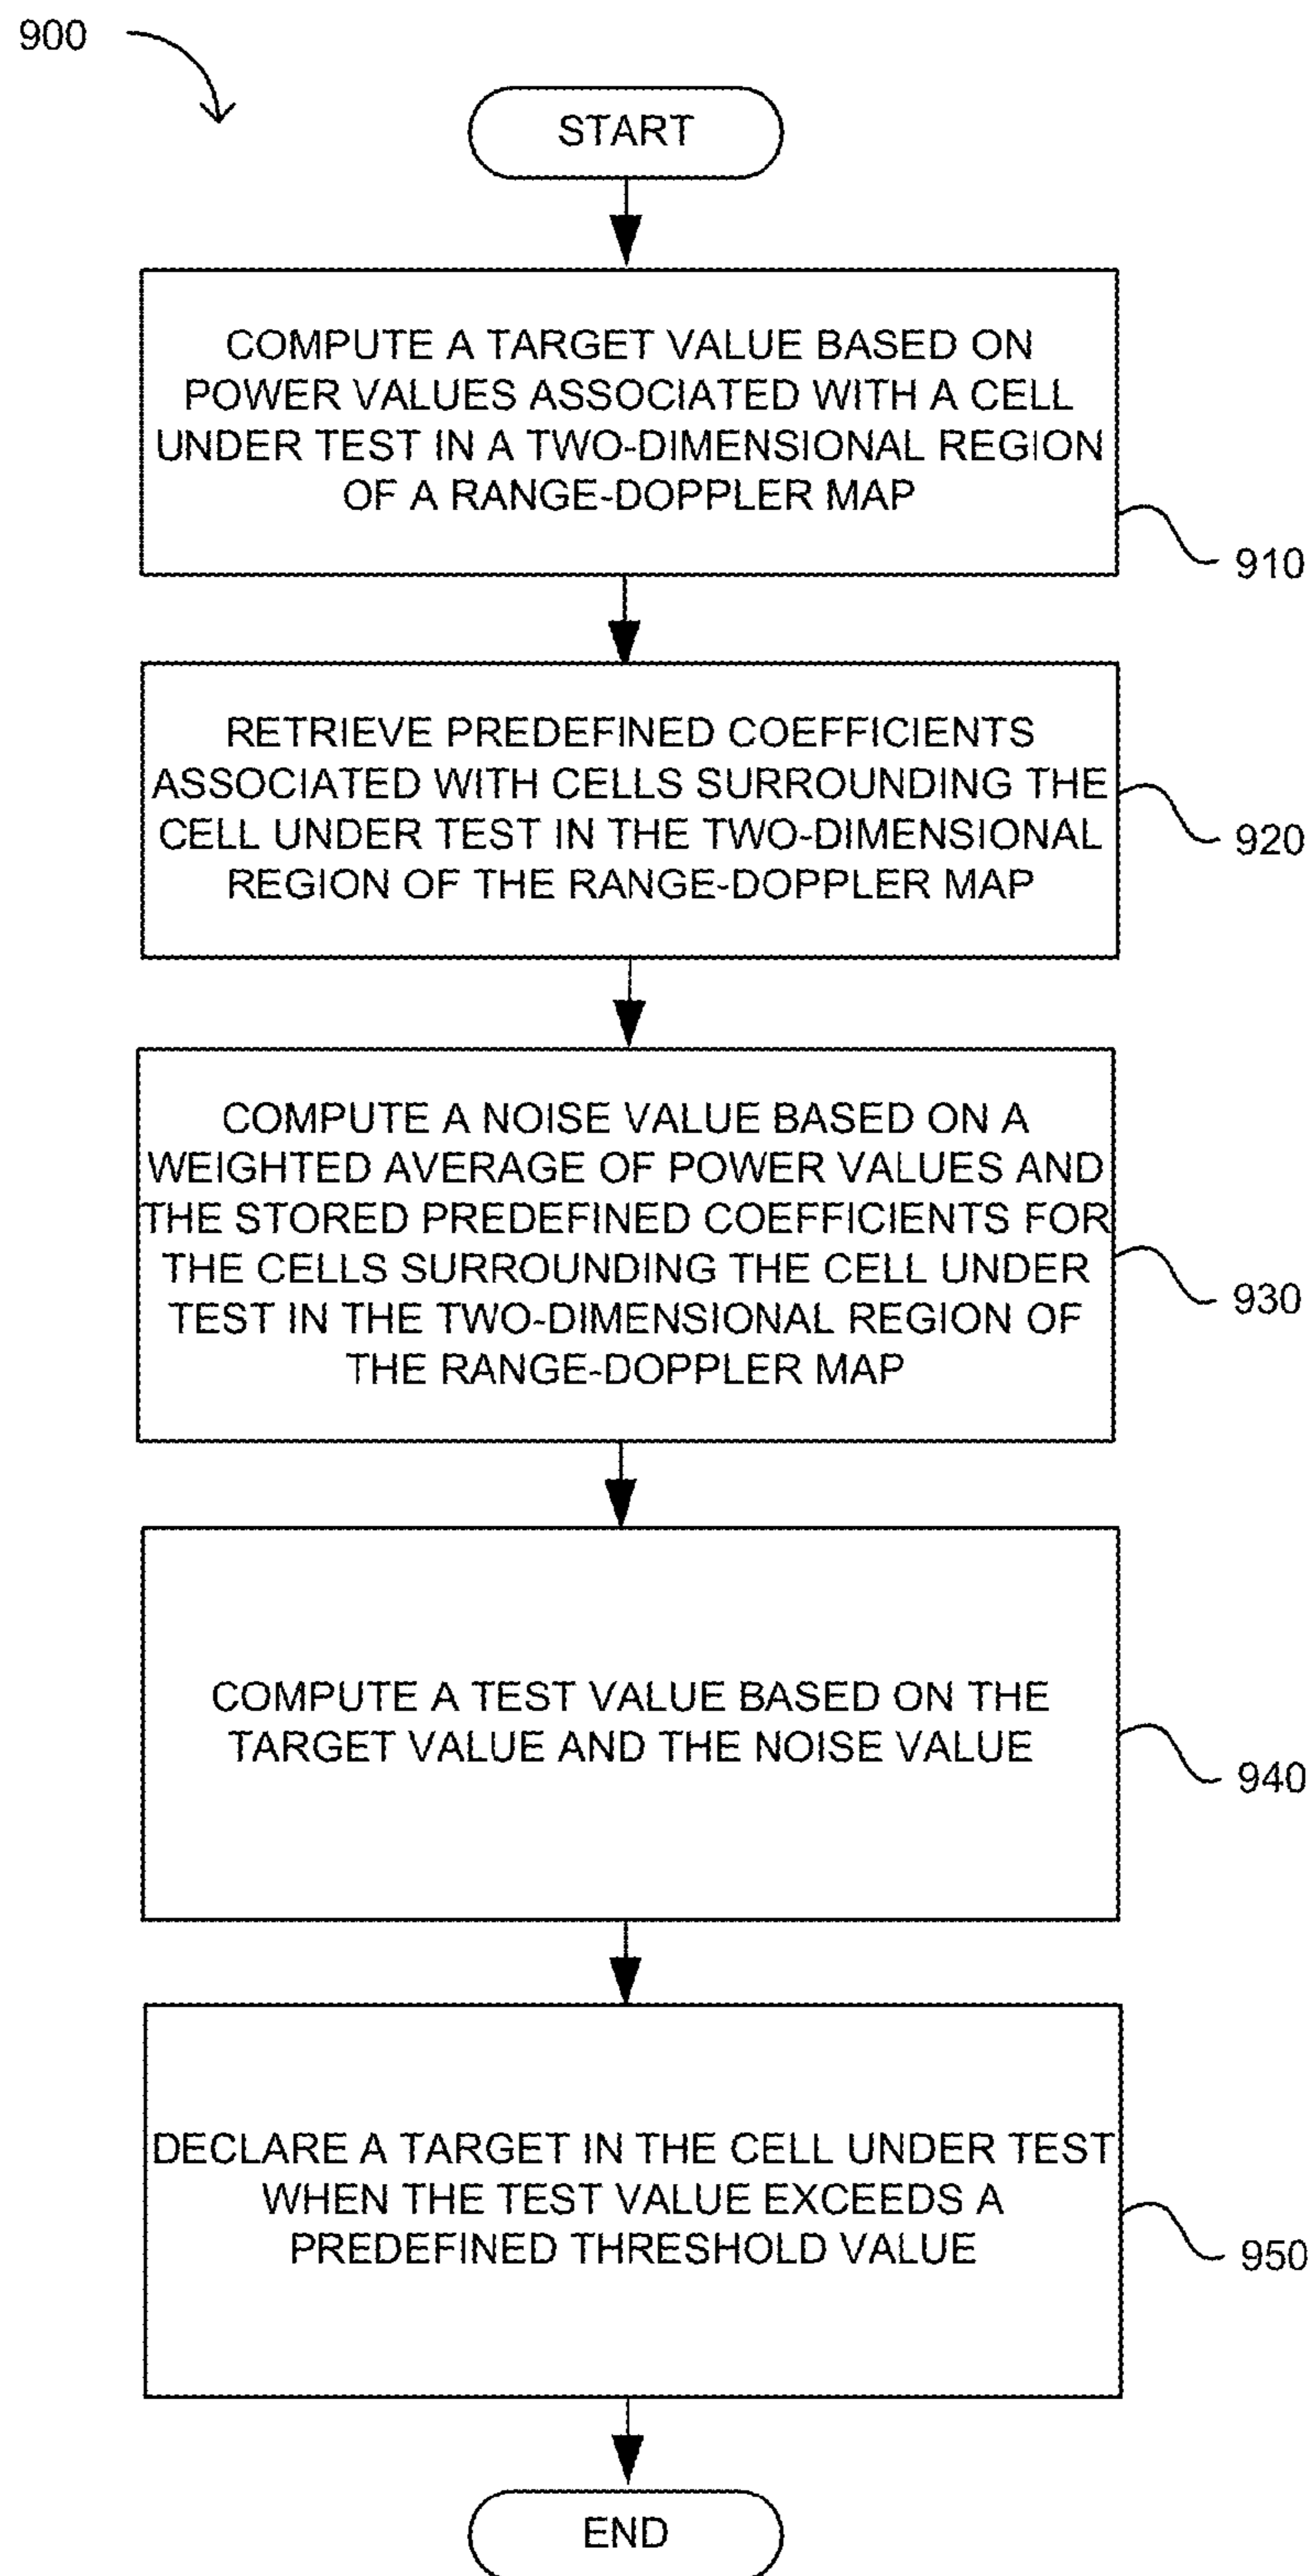 900
START
COMPUTE A TARGET VALUE BASED ON
POWER VALUES ASSOCIATED WITH A CELL
UNDER TEST IN A TWO-DIMENSIONAL REGION
OF A RANGE-DOPPLER MAP
910
RETRIEVE PREDEFINED COEFFICIENTS
ASSOCIATED WITH CELLS SURROUNDING THE
CELL UNDER TEST IN THE TWO-DIMENSIONAL
REGION OF THE RANGE-DOPPLER MAP
920
COMPUTE A NOISE VALUE BASED ON A
WEIGHTED AVERAGE OF POWER VALUES AND
THE STORED PREDEFINED COEFFICIENTS FOR
THE CELLS SURROUNDING THE CELL UNDER
TEST IN THE TWO-DIMENSIONAL REGION OF
THE RANGE-DOPPLER MAP
930
COMPUTE A TEST VALUE BASED ON THE
TARGET VALUE AND THE NOISE VALUE
940
DECLARE A TARGET IN THE CELL UNDER TEST
WHEN THE TEST VALUE EXCEEDS A
PREDEFINED THRESHOLD VALUE
950
END